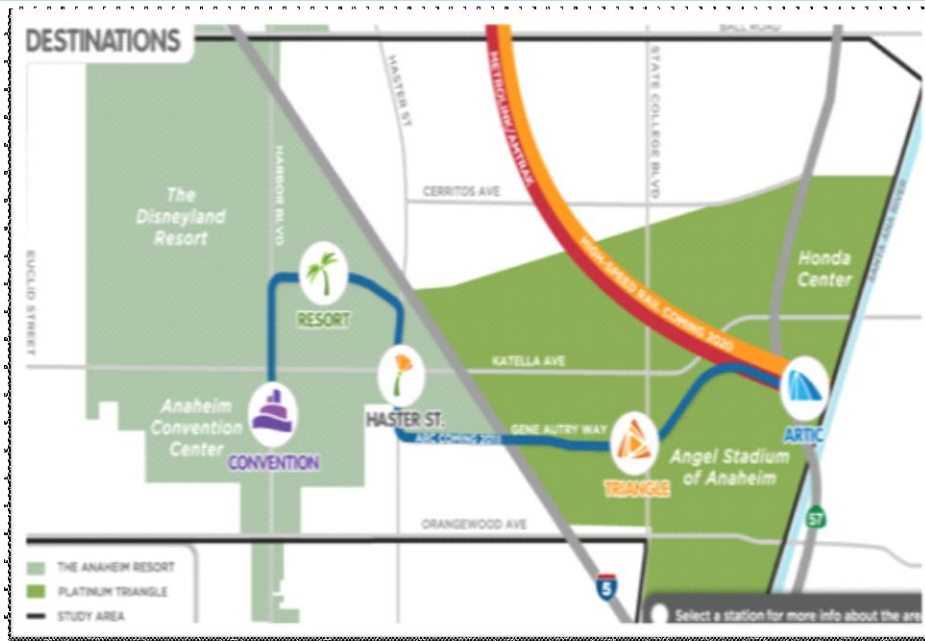 DESTINATIONS
BALL ROAD
HASTER ST
METROLINK/AMTRAK
STATE COLLEGE BLVD
HARBOR BLVD
CERRITOS AVE
The
Disneyland
Resort
SANTA ANA RIVER
Honda
Center
EUCLID STREET
HIGH-SPEED RAIL COMING 2020
RESORT
KATELLA AVE
Anaheim
Convention
Center
HASTER ST.
ARC COMING 2018
GENE AUTRY WAY
ARTIC
CONVENTION
Angel Stadium
of Anaheim
TRIANGLE
ORANGEWOOD AVE
57
THE ANAHEIM RESORT
PLATINUM TRIANGLE
STUDY AREA
5
Select a station for more info about the are